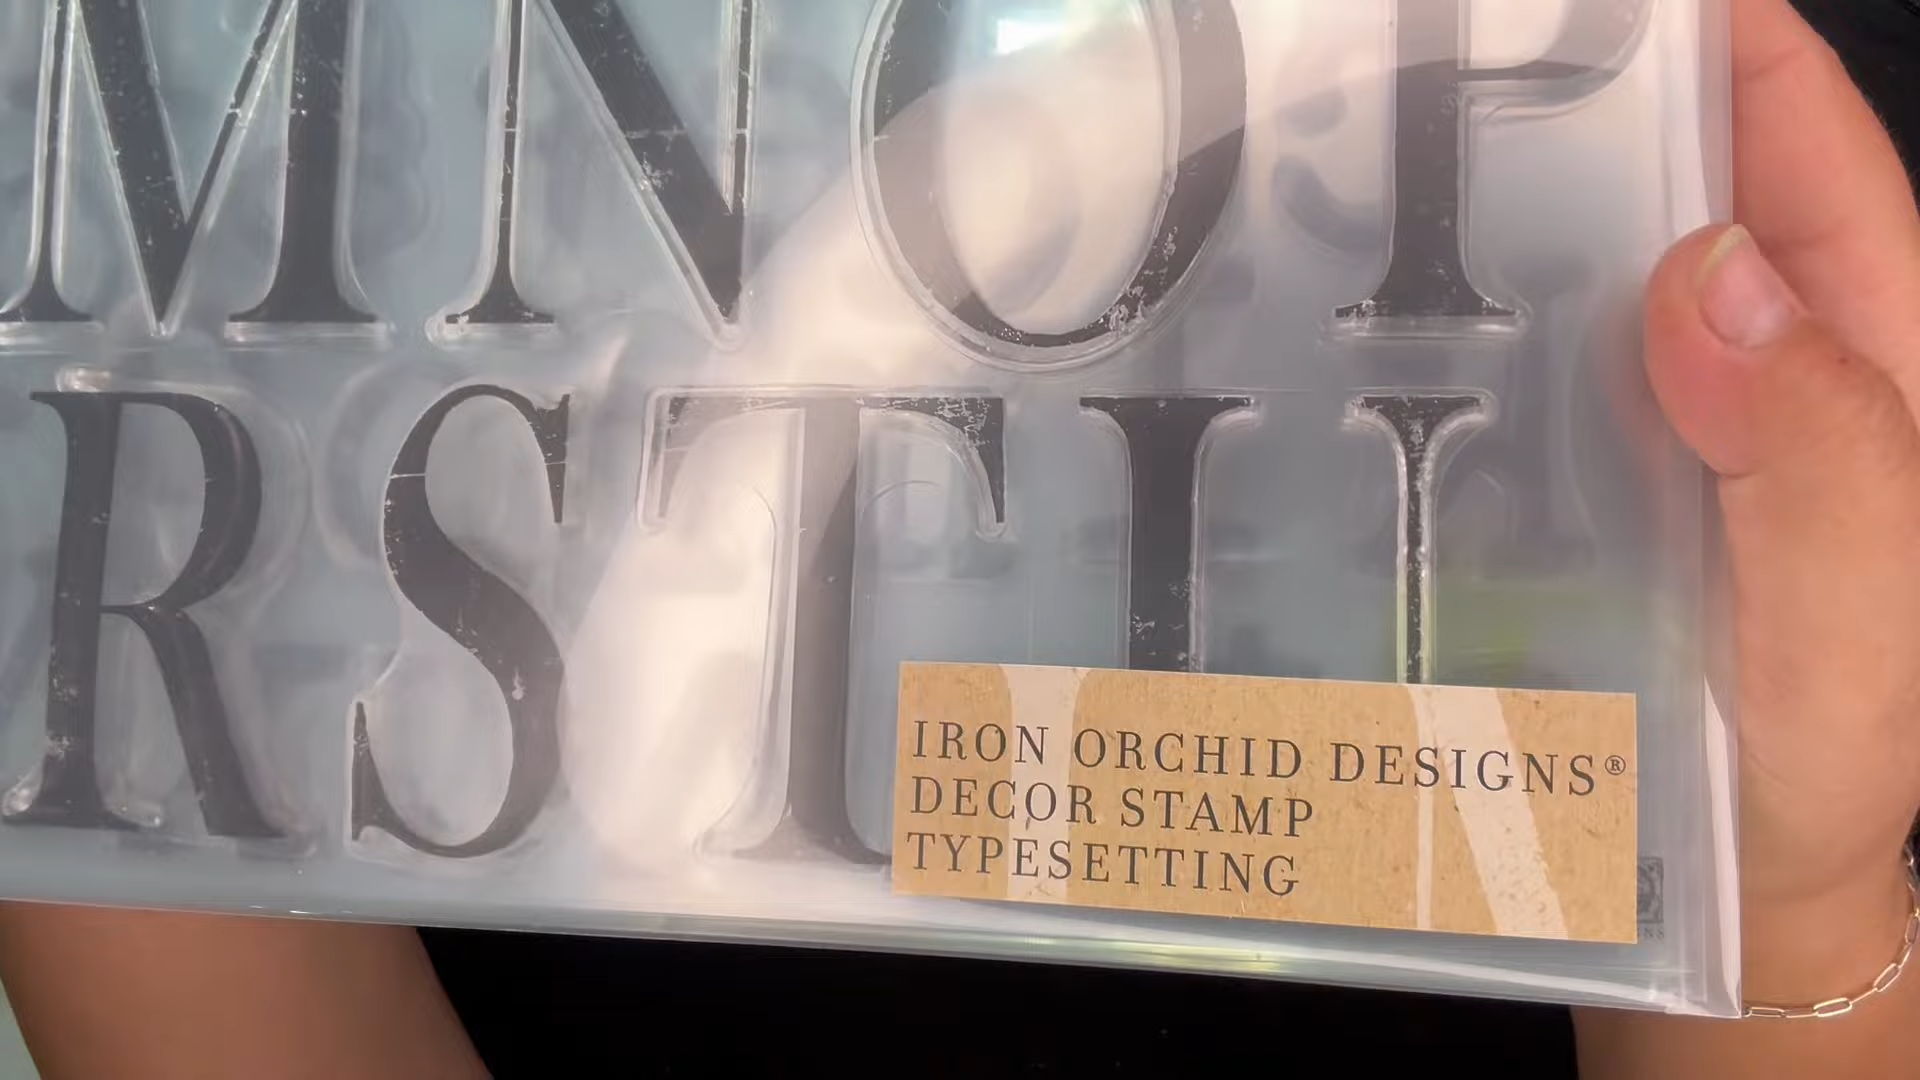 MNOP
RSTU
IRON ORCHID DESIGNS®
DECOR STAMP
TYPESETTING